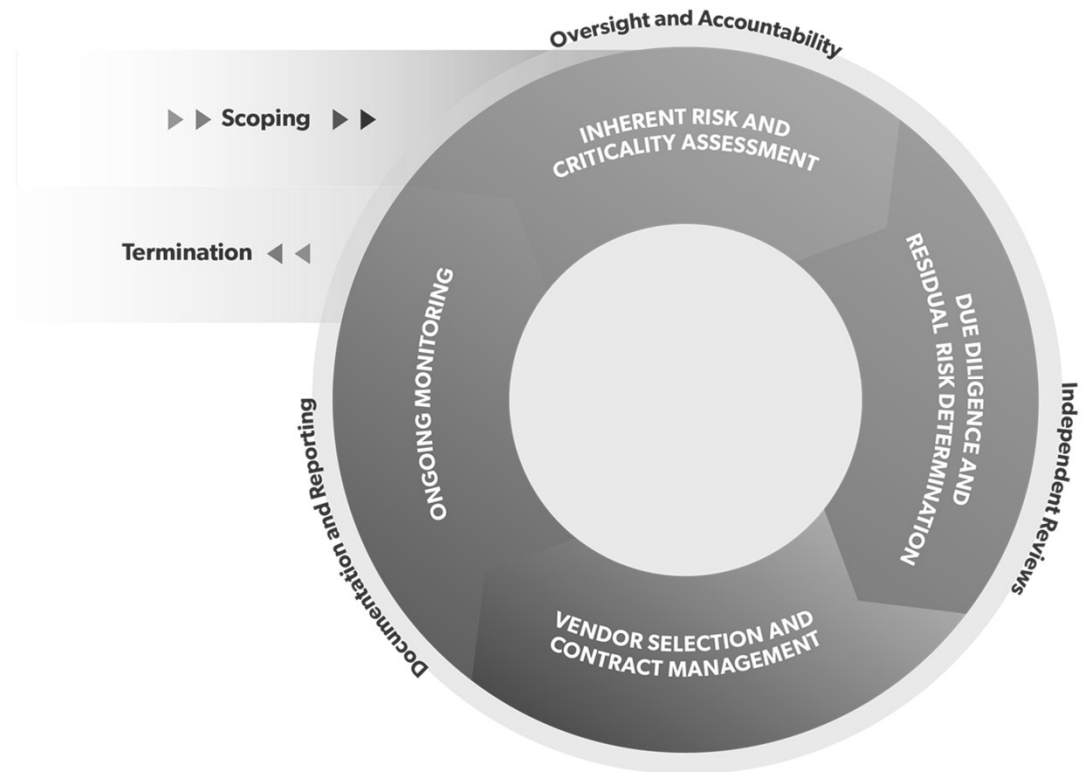 Oversight and Accountability
Scoping
INHERENT RISK AND
CRITICALITY ASSESSMENT
Termination
DUE DILIGENCE AND
RESIDUAL RISK DETERMINATION
ONGOING MONITORING
Independent Reviews
Documentation and Reporting
VENDOR SELECTION AND
CONTRACT MANAGEMENT